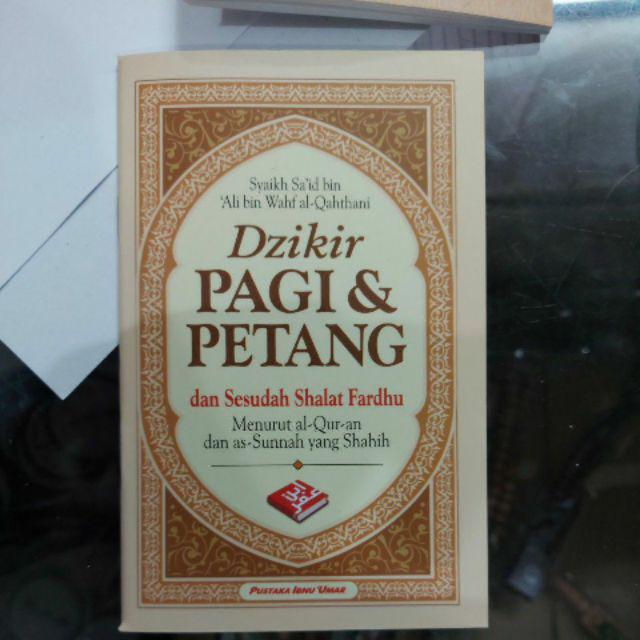 Syaikh Sa'id bin
'Ali bin Wahf al-Qahthani
Dzikir
PAGI &
PETANG
dan Sesudah Shalat Fardhu
Menurut al-Qur-an
dan as-Sunnah yang Shahih
PUSTAKA IBNU 'UMAR